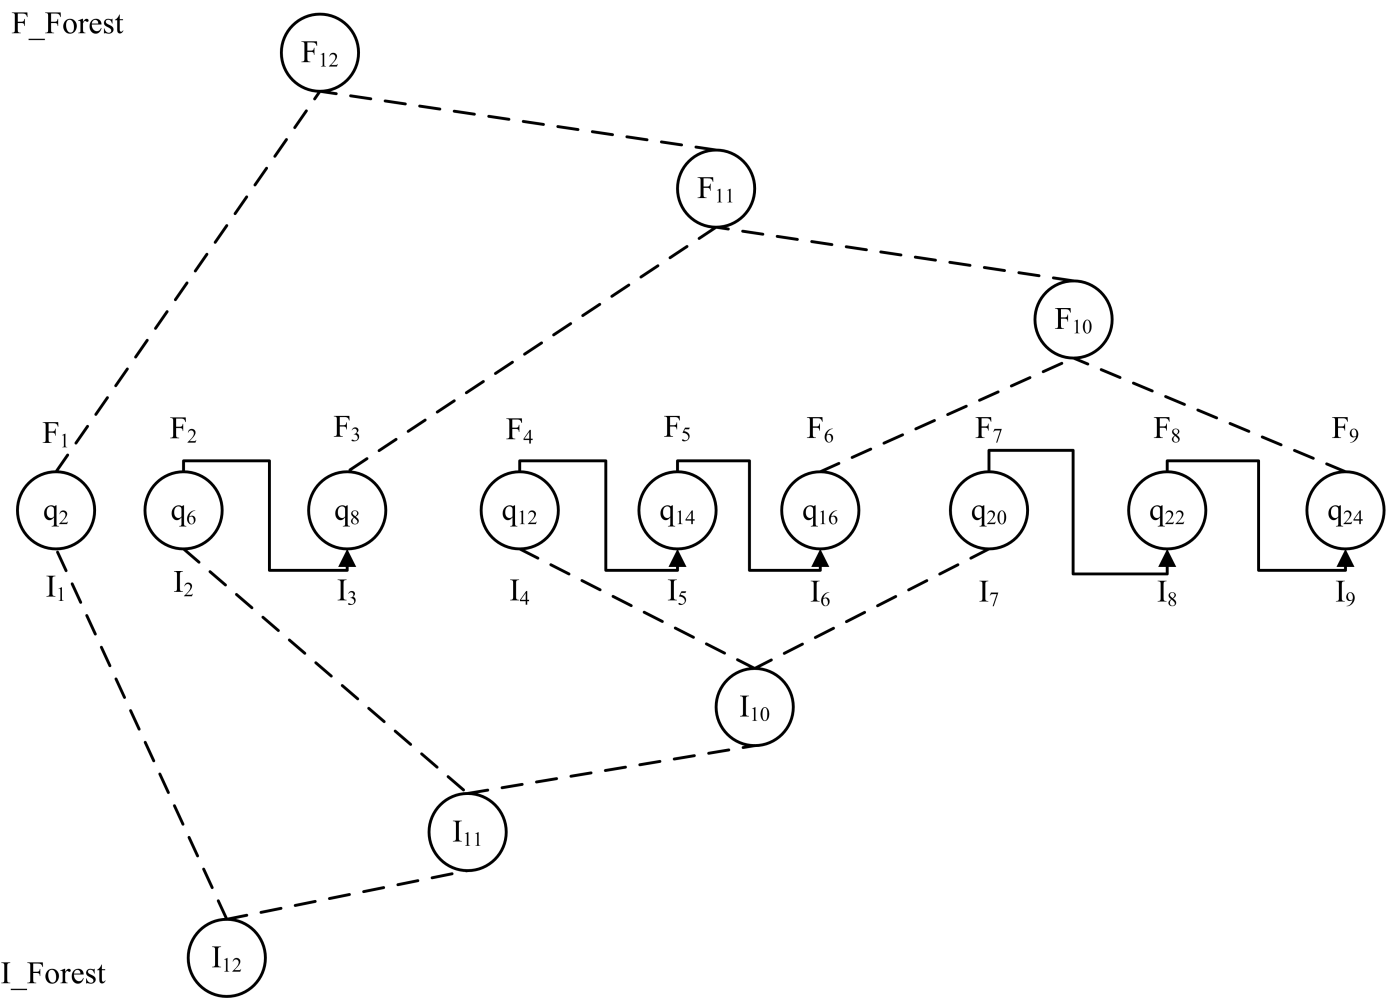 F_Forest
F12
F11
F10
F1 F2 F3 F4 F5 F6 F7 F8 F9
q2 q6 q8 q12 q14 q16 q20 q22 q24
I1 I2 I3 I4 I5 I6 I7 I8 I9
I10
I11
I12
I_Forest